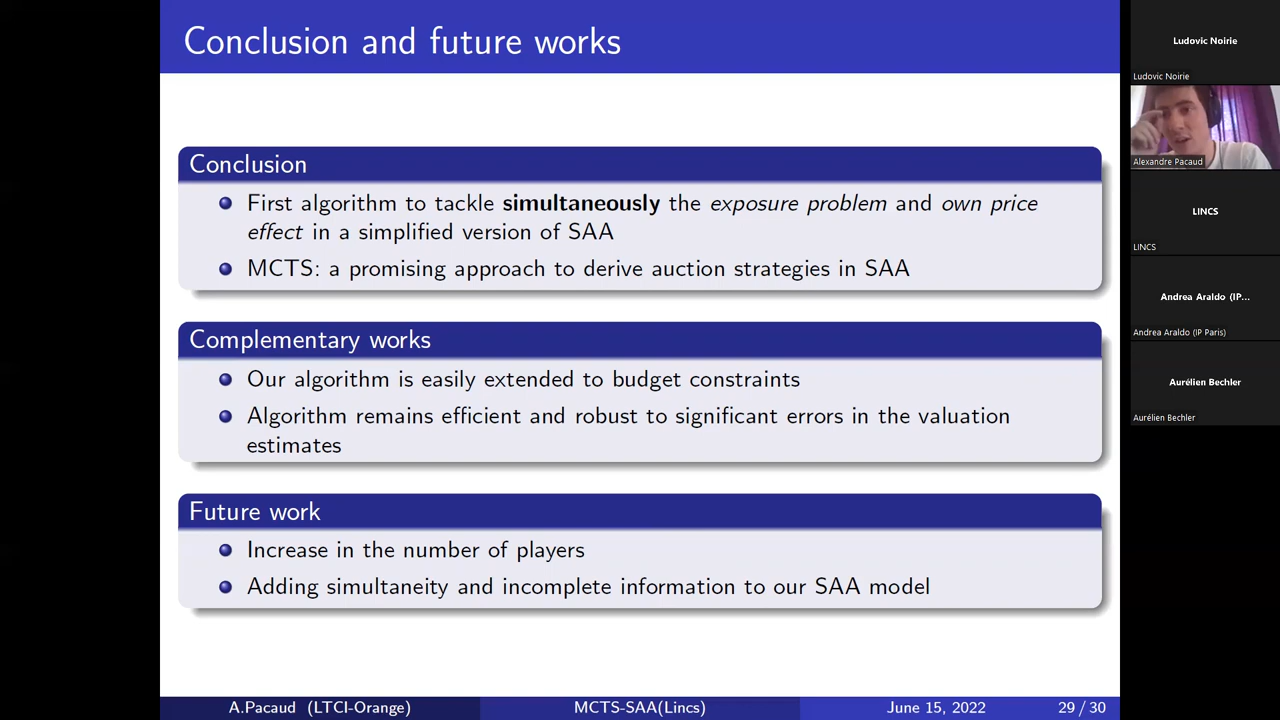 Conclusion and future works
Conclusion
First algorithm to tackle simultaneously the exposure problem and own price
effect in a simplified version of SAA
MCTS: a promising approach to derive auction strategies in SAA
Complementary works
Our algorithm is easily extended to budget constraints
Algorithm remains efficient and robust to significant errors in the valuation
estimates
Future work
Increase in the number of players
Adding simultaneity and incomplete information to our SAA model
A.Pacaud (LTCI-Orange)
MCTS-SAA(Lincs)
June 15, 2022
29 / 30
Ludovic Noirie
Ludovic Noirie
Alexandre Pacaud
LINCS
LINCS
Andrea Araldo (IP...
Andrea Araldo (IP Paris)
Aurélien Bechler
Aurélien Bechler